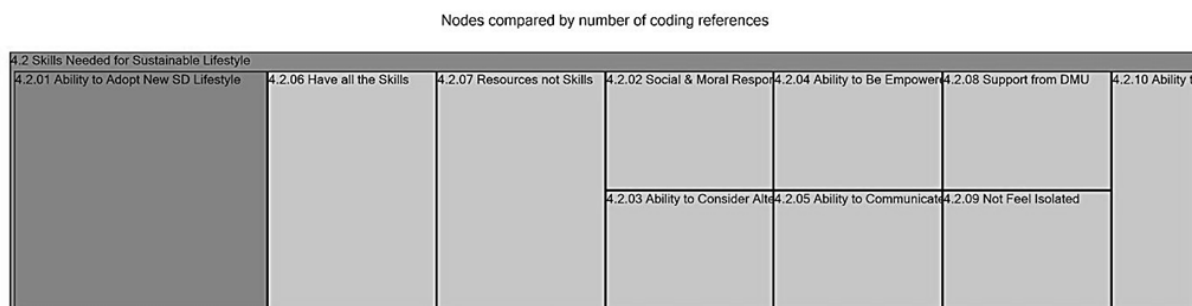 Nodes compared by number of coding references
4.2 Skills Needed for Sustainable Lifestyle
4.2.01 Ability to Adopt New SD Lifestyle
4.2.06 Have all the Skills
4.2.07 Resources not Skills
4.2.02 Social & Moral Respor
4.2.04 Ability to Be Empower
4.2.08 Support from DMU
4.2.10 Ability t
4.2.03 Ability to Consider Alte
4.2.05 Ability to Communicate
4.2.09 Not Feel Isolated